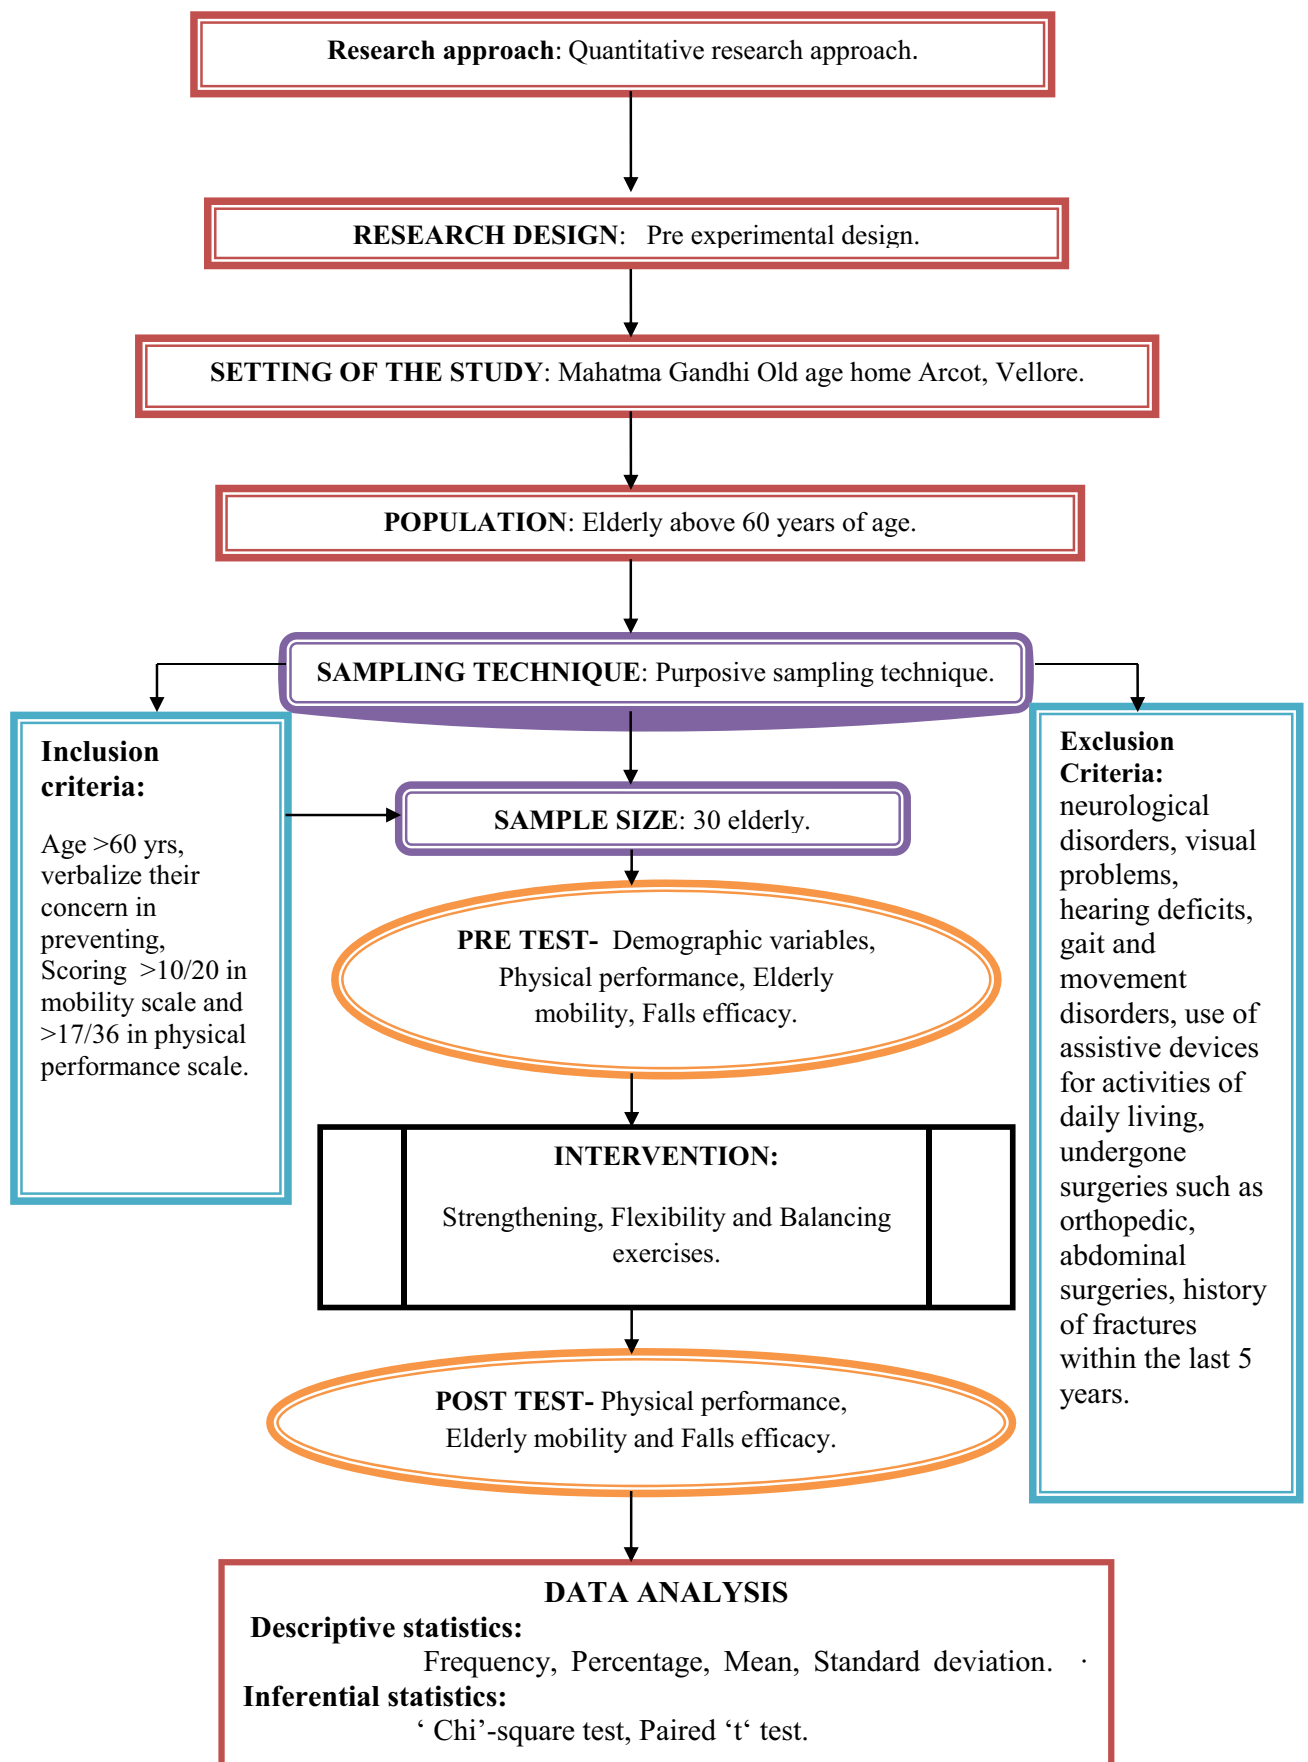 Research approach: Quantitative research approach.
RESEARCH DESIGN: Pre experimental design.
SETTING OF THE STUDY: Mahatma Gandhi Old age home Arcot, Vellore.
POPULATION: Elderly above 60 years of age.
SAMPLING TECHNIQUE: Purposive sampling technique.
Inclusion
criteria:
Age >60 yrs,
verbalize their
concern in
preventing,
Scoring >10/20 in
mobility scale and
>17/36 in physical
performance scale.
Exclusion
Criteria:
neurological
disorders, visual
problems,
hearing deficits,
gait and
movement
disorders, use of
assistive devices
for activities of
daily living,
undergone
surgeries such as
orthopedic,
abdominal
surgeries, history
of fractures
within the last 5
years.
SAMPLE SIZE: 30 elderly.
PRE TEST- Demographic variables,
Physical performance, Elderly
mobility, Falls efficacy.
INTERVENTION:
Strengthening, Flexibility and Balancing
exercises.
POST TEST- Physical performance,
Elderly mobility and Falls efficacy.
DATA ANALYSIS
Descriptive statistics:
Frequency, Percentage, Mean, Standard deviation. ·
Inferential statistics:
‘ Chi’-square test, Paired ‘t‘ test.